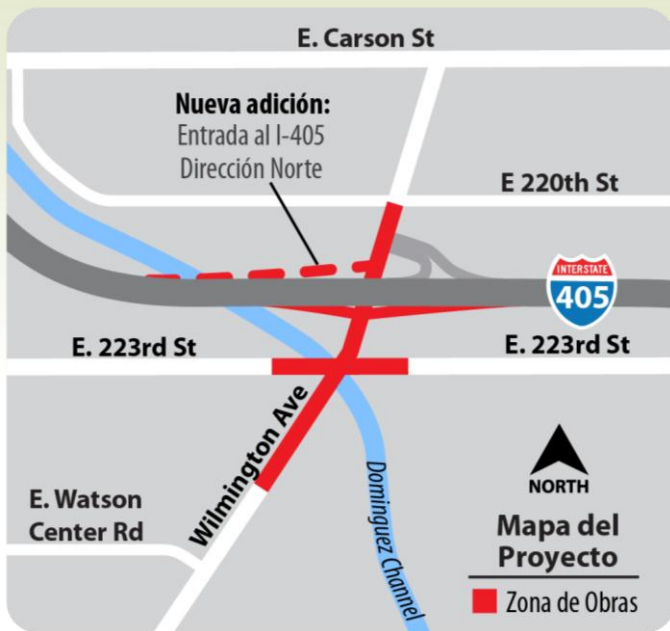 E. Carson St
Nueva adición:
Entrada al I-405
Dirección Norte
E 220th St
INTERSTATE
405
E. 223rd St
E. 223rd St
Wilmington Ave
Dominguez Channel
E. Watson
Center Rd
NORTH
Mapa del
Proyecto
Zona de Obras